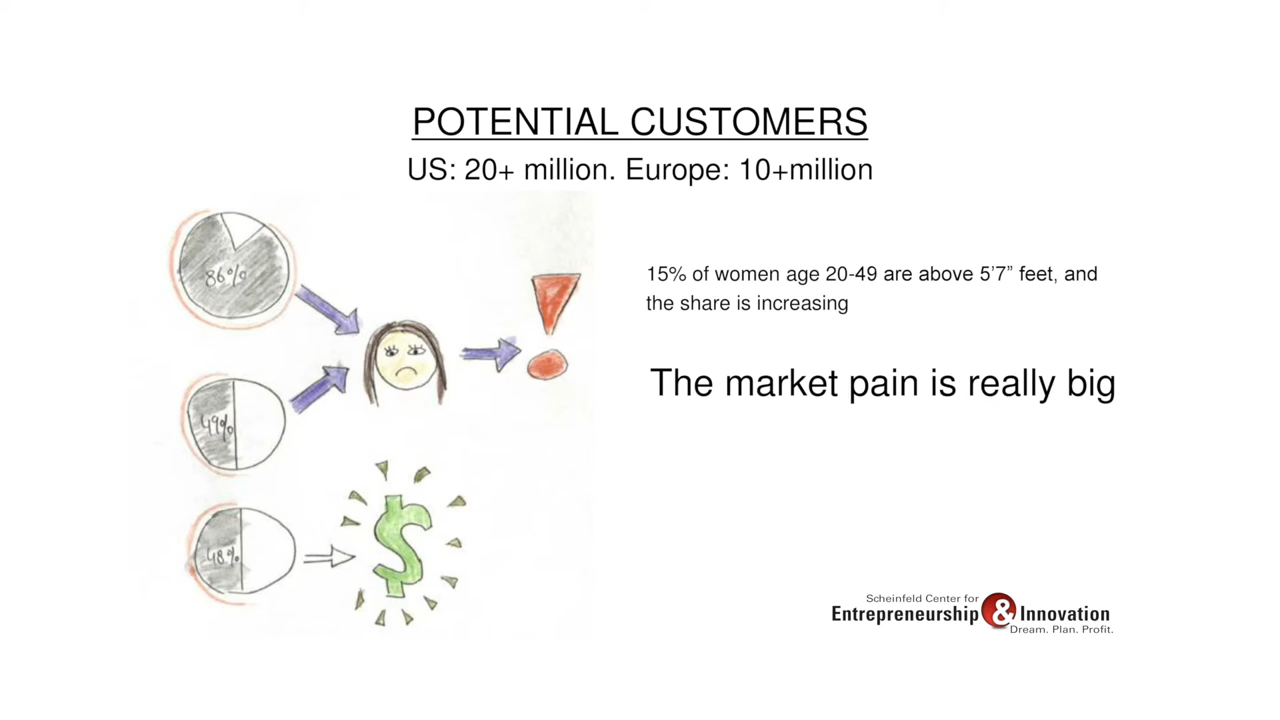 POTENTIAL CUSTOMERS
US: 20+ million. Europe: 10+million
86%
49%
48%
15% of women age 20-49 are above 5’7” feet, and
the share is increasing
The market pain is really big
Scheinfeld Center for
Entrepreneurship & Innovation
Dream. Plan. Profit.